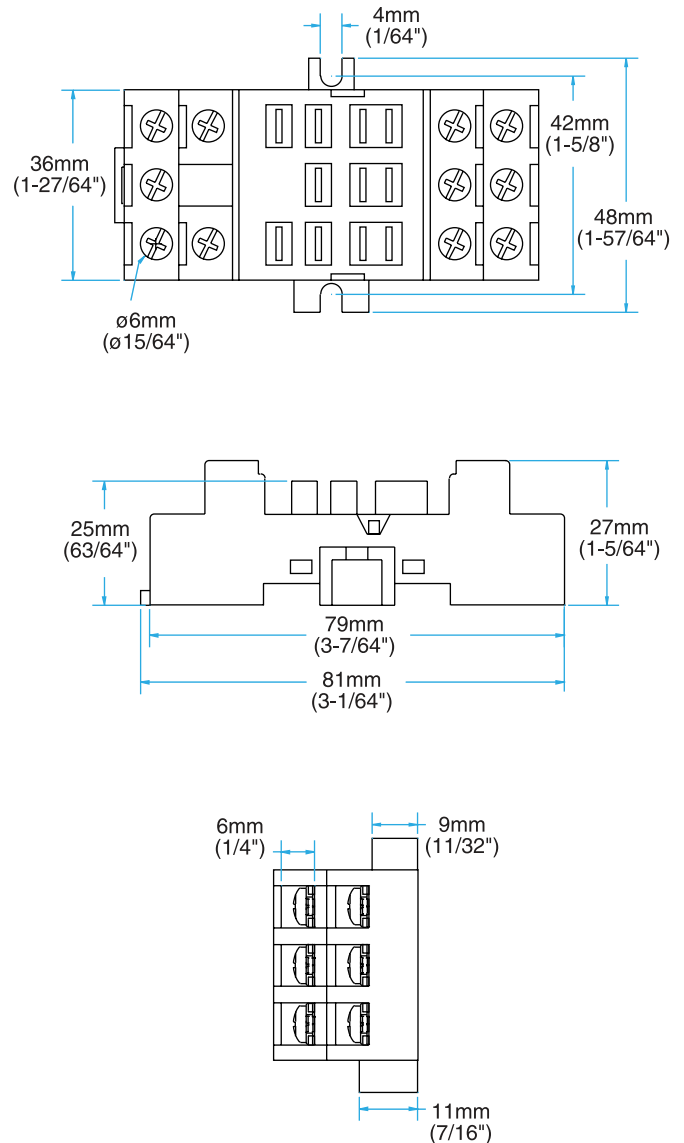 4mm
(1/64")
36mm
(1-27/64")
42mm
(1-5/8")
48mm
(1-57/64")
ø6mm
(ø15/64")
25mm
(63/64")
27mm
(1-5/64")
79mm
(3-7/64")
81mm
(3-1/64")
6mm
(1/4")
9mm
(11/32")
11mm
(7/16")